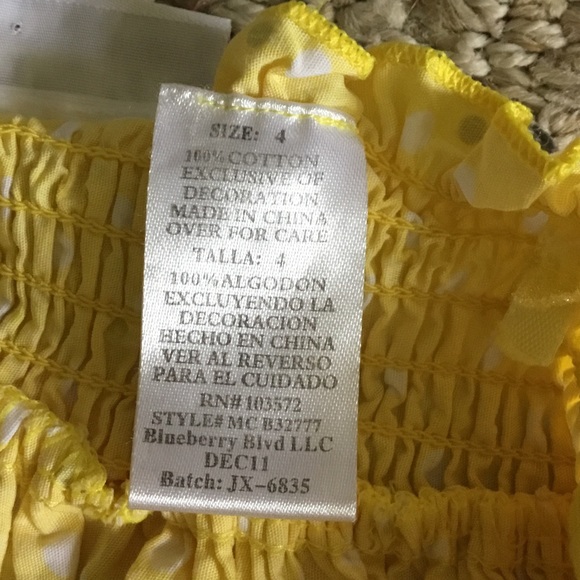 SIZE: 4
100% COTTON
EXCLUSIVE OF
DECORATION
MADE IN CHINA
OVER FOR CARE
TALLA: 4
100%ALGODON
EXCLUYENDO LA
DECORACION
HECHO EN CHINA
VER AL REVERSO
PARA EL CUIDADO
RN# 103572
STYLE# MC B32777
Blueberry Blvd LLC
DEC11
Batch: JX-6835